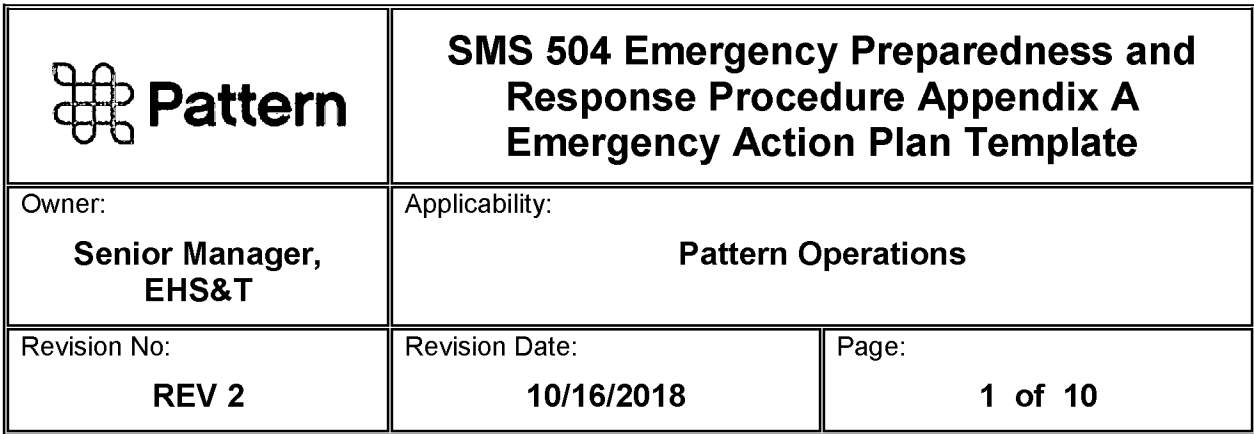 Pattern
SMS 504 Emergency Preparedness and
Response Procedure Appendix A
Emergency Action Plan Template
Owner:
Senior Manager,
EHS&T
Applicability:
Pattern Operations
Revision No:
REV 2
Revision Date:
10/16/2018
Page:
1 of 10